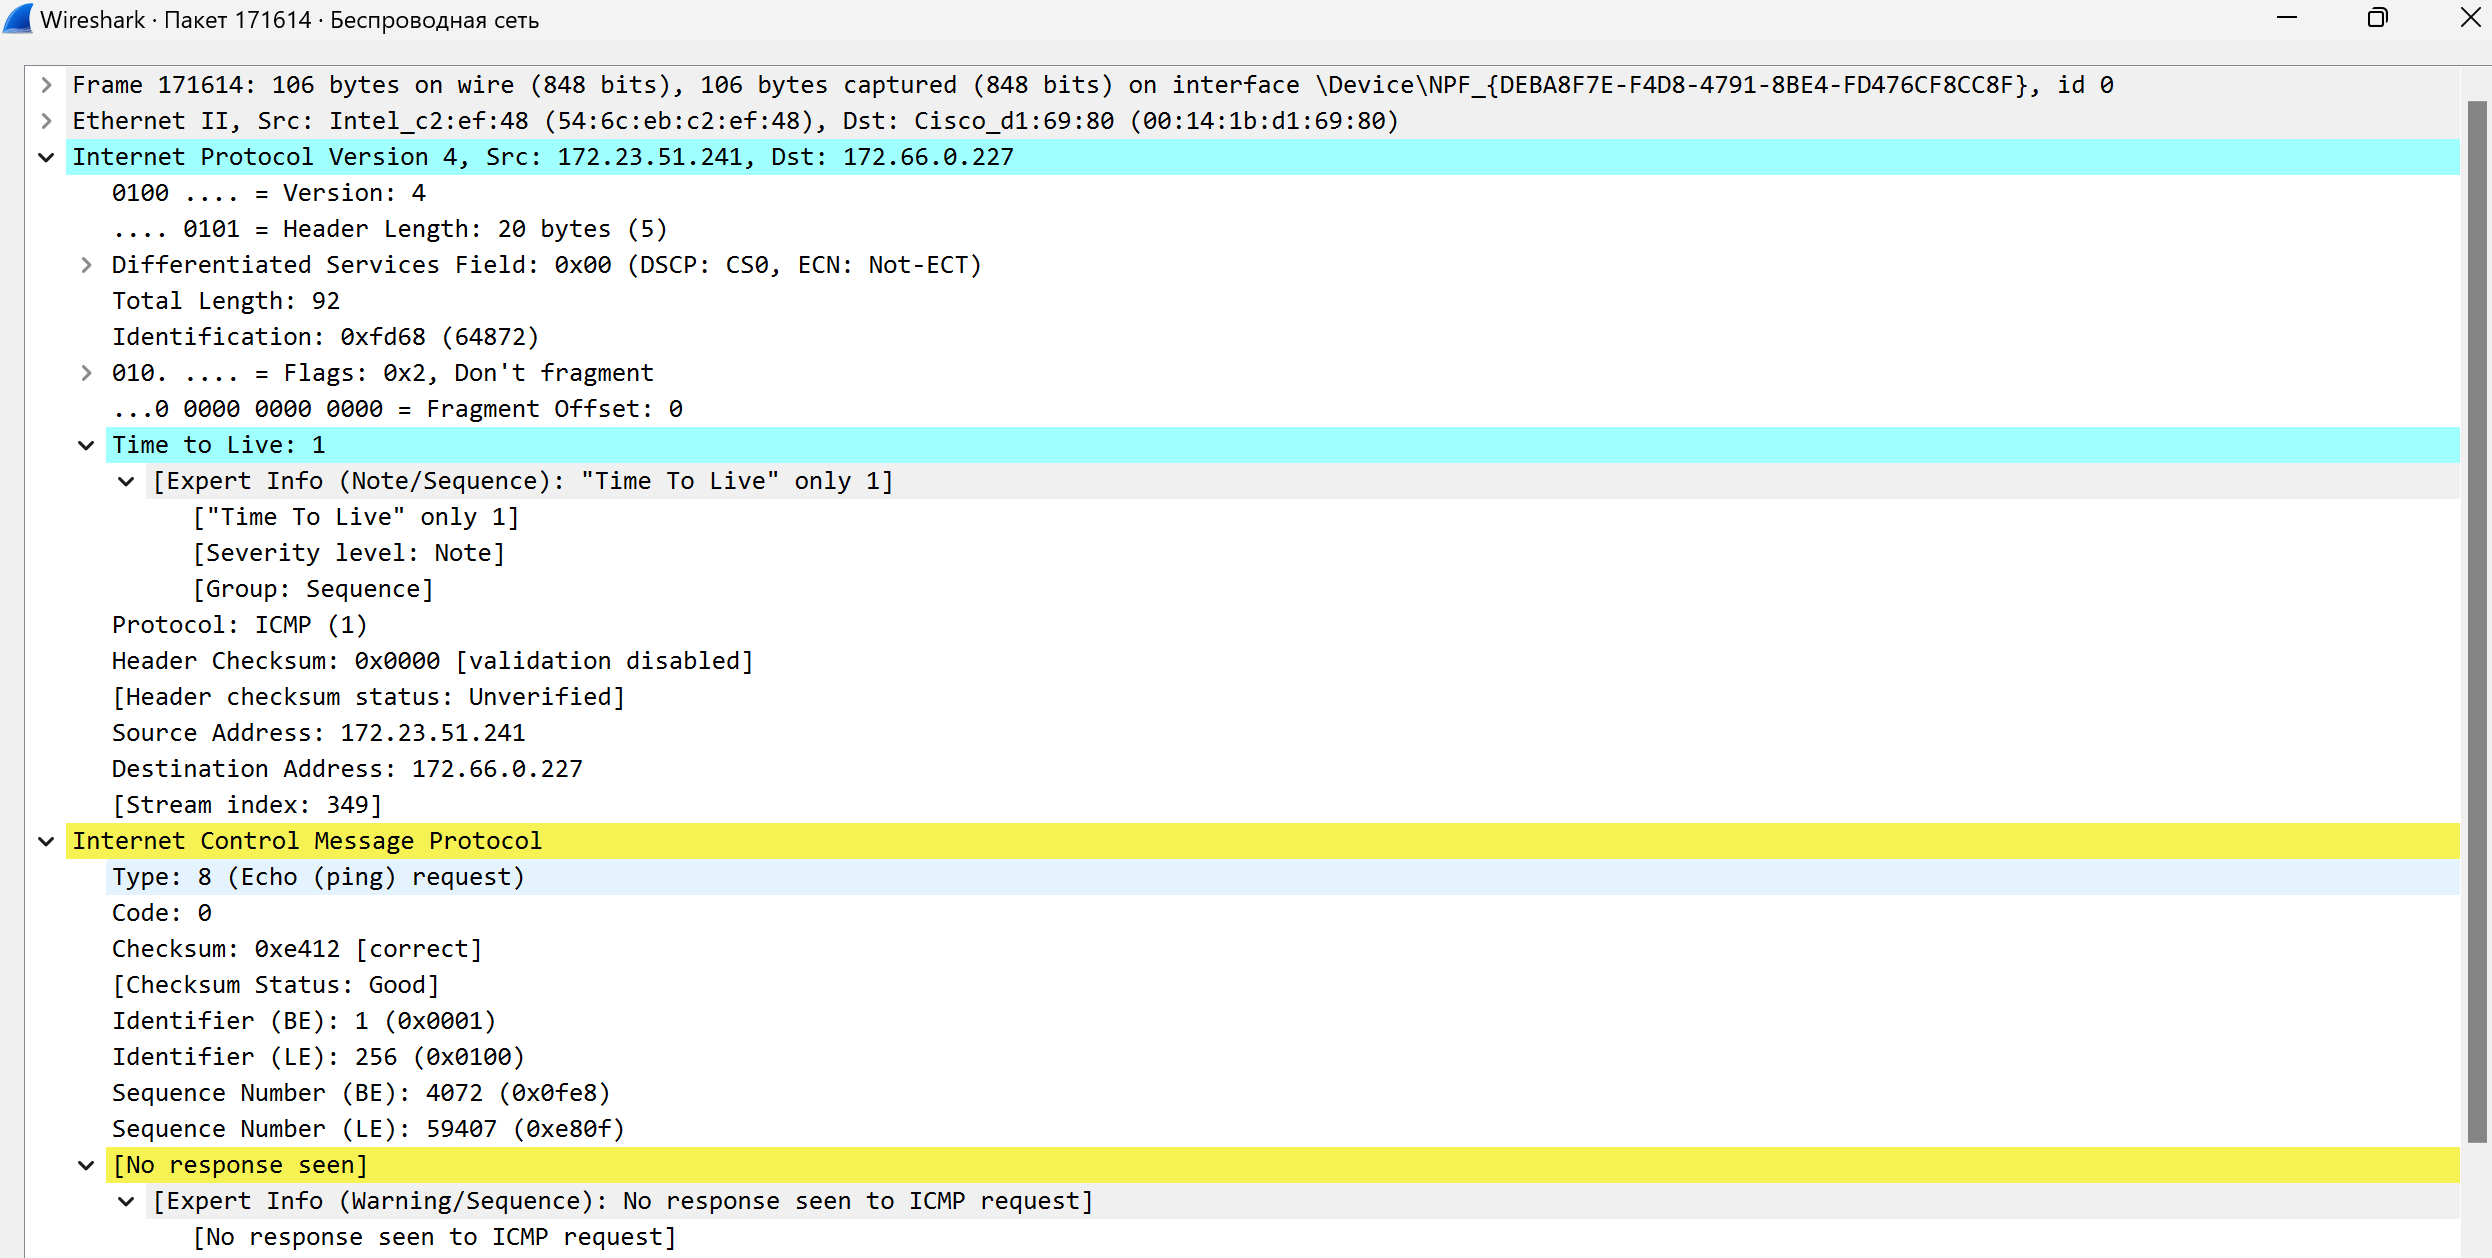 Wireshark · Пакет 171614 · Беспроводная сеть
Frame 171614: 106 bytes on wire (848 bits), 106 bytes captured (848 bits) on interface \Device\NPF_{DEBA8F7E-F4D8-4791-8BE4-FD476CF8CC8F}, id 0
Ethernet II, Src: Intel_c2:ef:48 (54:6c:eb:c2:ef:48), Dst: Cisco_d1:69:80 (00:14:1b:d1:69:80)
Internet Protocol Version 4, Src: 172.23.51.241, Dst: 172.66.0.227
0100 .... = Version: 4
.... 0101 = Header Length: 20 bytes (5)
Differentiated Services Field: 0x00 (DSCP: CS0, ECN: Not-ECT)
Total Length: 92
Identification: 0xfd68 (64872)
010. .... = Flags: 0x2, Don't fragment
...0 0000 0000 0000 = Fragment Offset: 0
Time to Live: 1
[Expert Info (Note/Sequence): "Time To Live" only 1]
["Time To Live" only 1]
[Severity level: Note]
[Group: Sequence]
Protocol: ICMP (1)
Header Checksum: 0x0000 [validation disabled]
[Header checksum status: Unverified]
Source Address: 172.23.51.241
Destination Address: 172.66.0.227
[Stream index: 349]
Internet Control Message Protocol
Type: 8 (Echo (ping) request)
Code: 0
Checksum: 0xe412 [correct]
[Checksum Status: Good]
Identifier (BE): 1 (0x0001)
Identifier (LE): 256 (0x0100)
Sequence Number (BE): 4072 (0x0fe8)
Sequence Number (LE): 59407 (0xe80f)
[No response seen]
[Expert Info (Warning/Sequence): No response seen to ICMP request]
[No response seen to ICMP request]